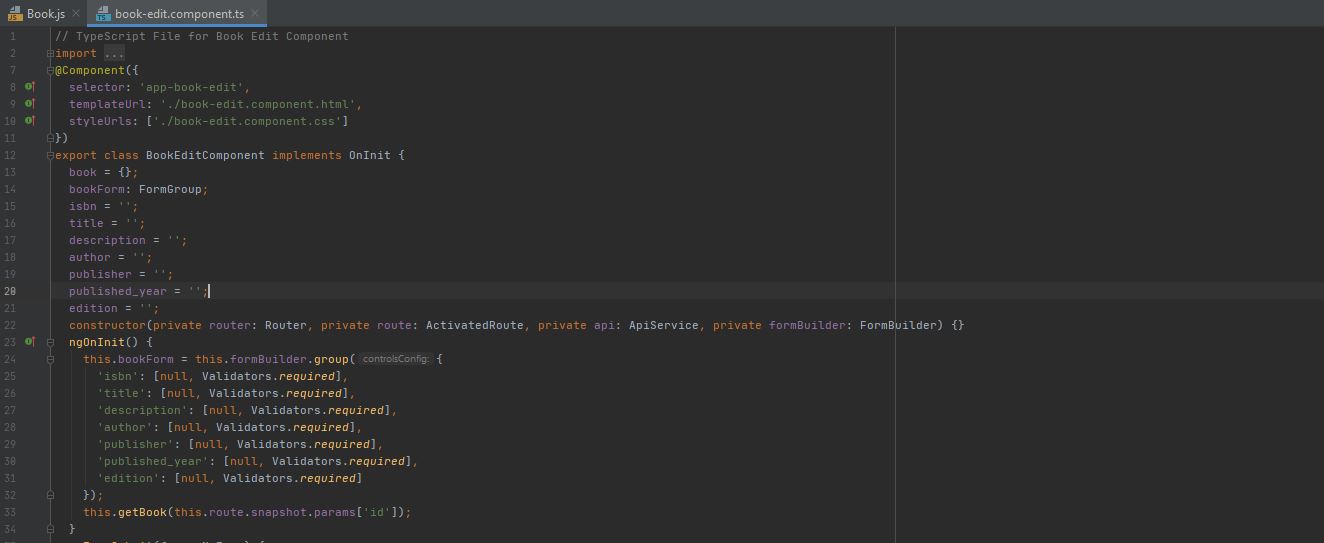 Book.js book-edit.component.ts
1 // TypeScript File for Book Edit Component
2 import ...
7 @Component({
8 selector: 'app-book-edit',
9 templateUrl: './book-edit.component.html',
10 styleUrls: ['./book-edit.component.css']
11 })
12 export class BookEditComponent implements OnInit {
13 book = {};
14 bookForm: FormGroup;
15 isbn = '';
16 title = '';
17 description = '';
18 author = '';
19 publisher = '';
20 published_year = '';
21 edition = '';
22 constructor(private router: Router, private route: ActivatedRoute, private api: ApiService, private formBuilder: FormBuilder) {}
23 ngOnInit() {
24 this.bookForm = this.formBuilder.group( controlsConfig: {
25 'isbn': [null, Validators.required],
26 'title': [null, Validators.required],
27 'description': [null, Validators.required],
28 'author': [null, Validators.required],
29 'publisher': [null, Validators.required],
30 'published_year': [null, Validators.required],
31 'edition': [null, Validators.required]
32 });
33 this.getBook(this.route.snapshot.params['id']);
34 }